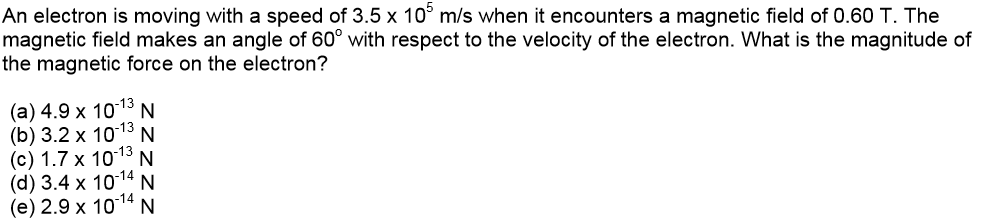 An electron is moving with a speed of 3.5 x 10⁵ m/s when it encounters a magnetic field of 0.60 T. The
magnetic field makes an angle of 60° with respect to the velocity of the electron. What is the magnitude of
the magnetic force on the electron?
(a) 4.9 x 10⁻¹³ N
(b) 3.2 x 10⁻¹³ N
(c) 1.7 x 10⁻¹³ N
(d) 3.4 x 10⁻¹⁴ N
(e) 2.9 x 10⁻¹⁴ N